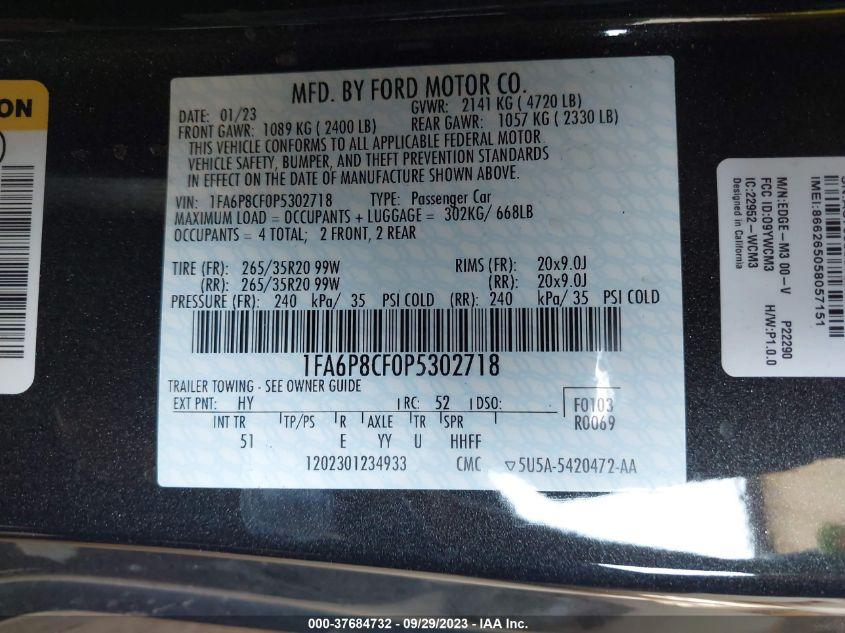 ON
MFD. BY FORD MOTOR CO.
DATE: 01/23 GVWR: 2141 KG ( 4720 LB)
FRONT GAWR: 1089 KG ( 2400 LB) REAR GAWR: 1057 KG ( 2330 LB)
THIS VEHICLE CONFORMS TO ALL APPLICABLE FEDERAL MOTOR
VEHICLE SAFETY, BUMPER, AND THEFT PREVENTION STANDARDS
IN EFFECT ON THE DATE OF MANUFACTURE SHOWN ABOVE.
VIN: 1FA6P8CF0P5302718 TYPE: Passenger Car
MAXIMUM LOAD = OCCUPANTS + LUGGAGE = 302KG/ 668LB
OCCUPANTS = 4 TOTAL; 2 FRONT, 2 REAR
TIRE (FR): 265/35R20 99W RIMS (FR): 20x9.0J
(RR): 265/35R20 99W (RR): 20x9.0J
PRESSURE (FR): 240 kPa/ 35 PSI COLD (RR): 240 kPa/ 35 PSI COLD
1FA6P8CF0P5302718
TRAILER TOWING - SEE OWNER GUIDE
EXT PNT: HY RC: 52 DSO: F0103
R0069
INT TR TP/PS R AXLE TR SPR
51 E YY U HHFF
1202301234933 CMC ▽5U5A-5420472-AA
IMEI:866265058057151
M/N:EDGE-M3 00-V P22290
FCC ID:O9YWCM3 H/W:P1.0.0
IC:22952-WCM3
Designed in California
000-37684732 - 09/29/2023 - IAA Inc.